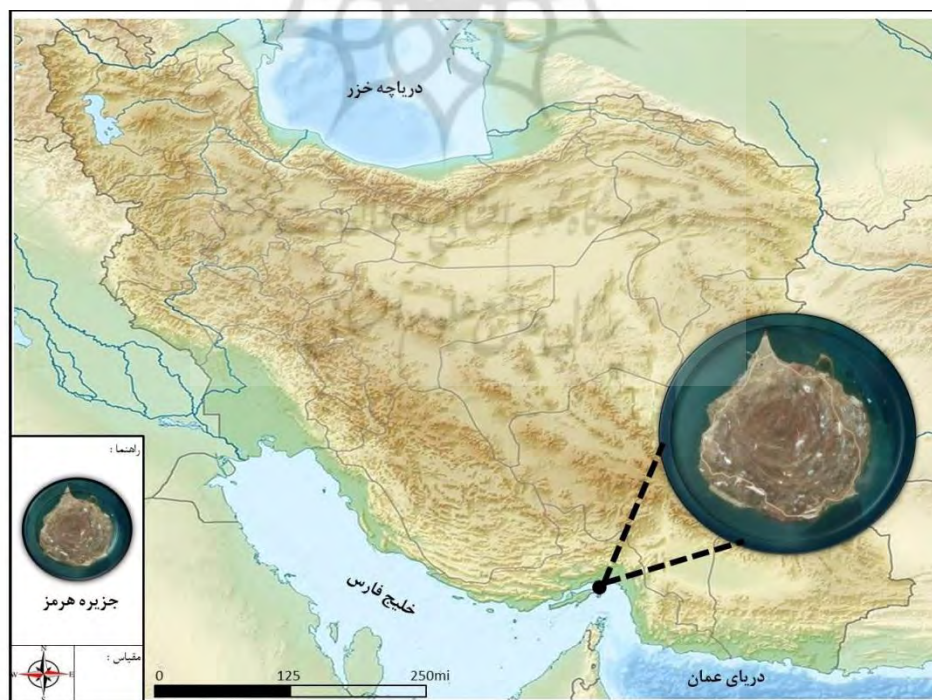 دریاچه خزر
راهنما :
جزیره هرمز
خلیج فارس
N
W
E
S
مقیاس :
0 125 250mi
دریای عمان